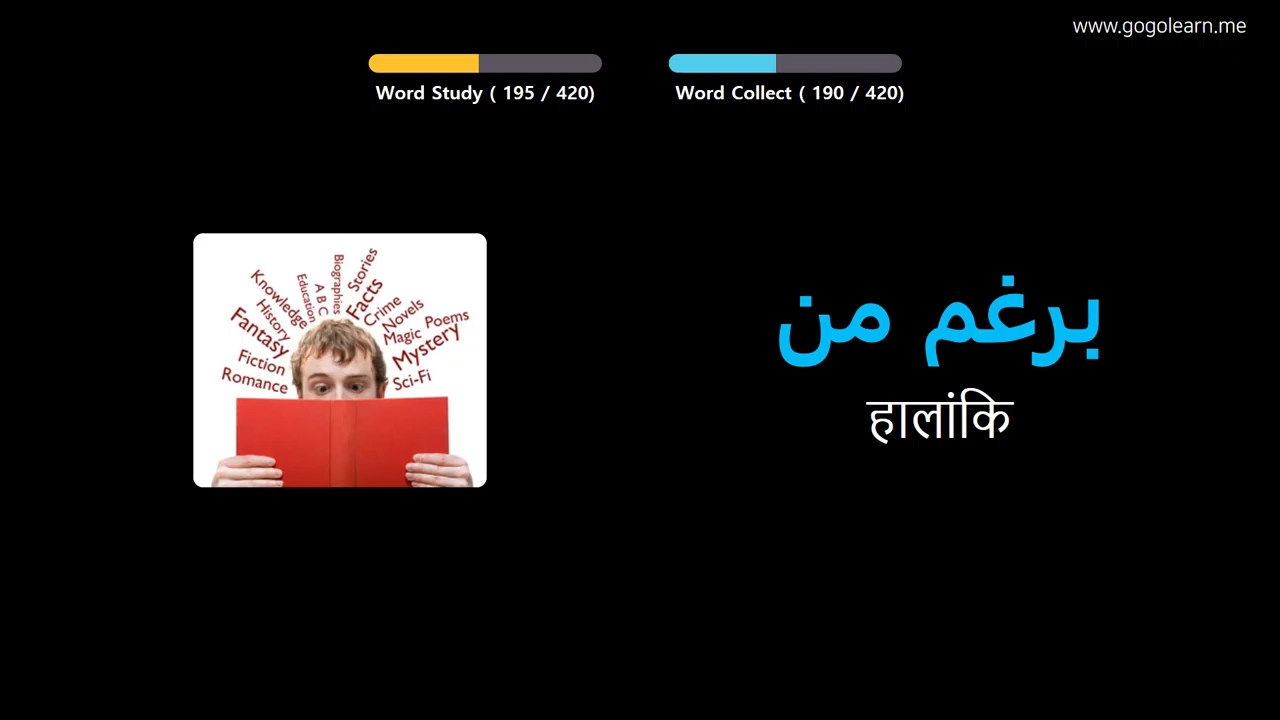 www.gogolearn.me
Word Study ( 195 / 420)
Word Collect ( 190 / 420)
Knowledge
History
Fantasy
Fiction
Romance
Education
A B C
Biographies
Stories
Facts
Crime
Novels
Magic
Poems
Mystery
Sci-Fi
برغم من
हालांकि